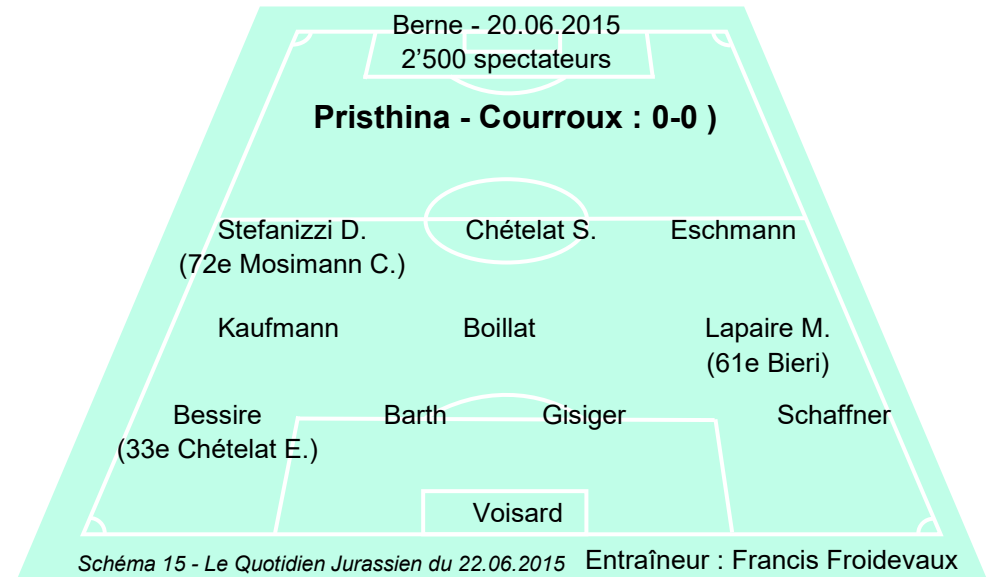 Berne - 20.06.2015
2’500 spectateurs
Pristhina - Courroux : 0-0 )
Stefanizzi D. Chételat S. Eschmann
(72e Mosimann C.)
Kaufmann Boillat Lapaire M.
(61e Bieri)
Bessire Barth Gisiger Schaffner
(33e Chételat E.)
Voisard
Schéma 15 - Le Quotidien Jurassien du 22.06.2015 Entraîneur : Francis Froidevaux